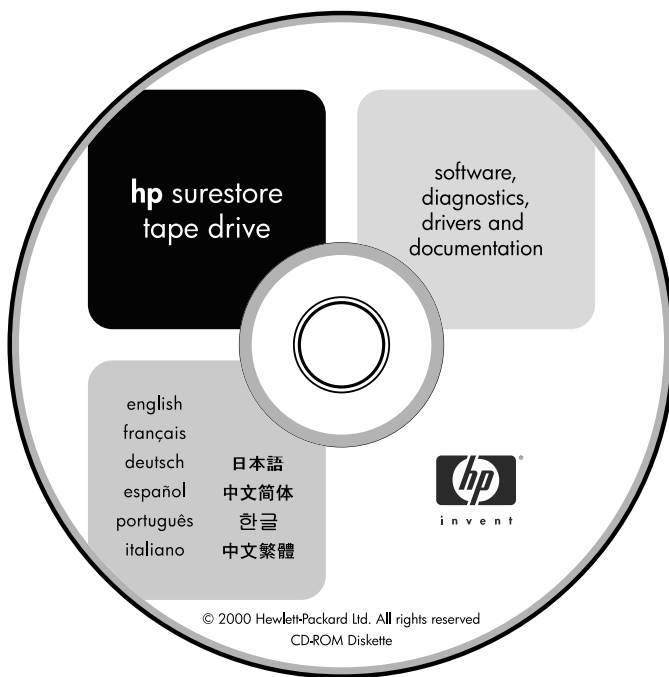 hp surestore
tape drive
software,
diagnostics,
drivers and
documentation
english
français
deutsch
español
português
italiano
日本語
中文简体
한글
中文繁體
hp
®
invent
© 2000 Hewlett-Packard Ltd. All rights reserved
CD-ROM Diskette